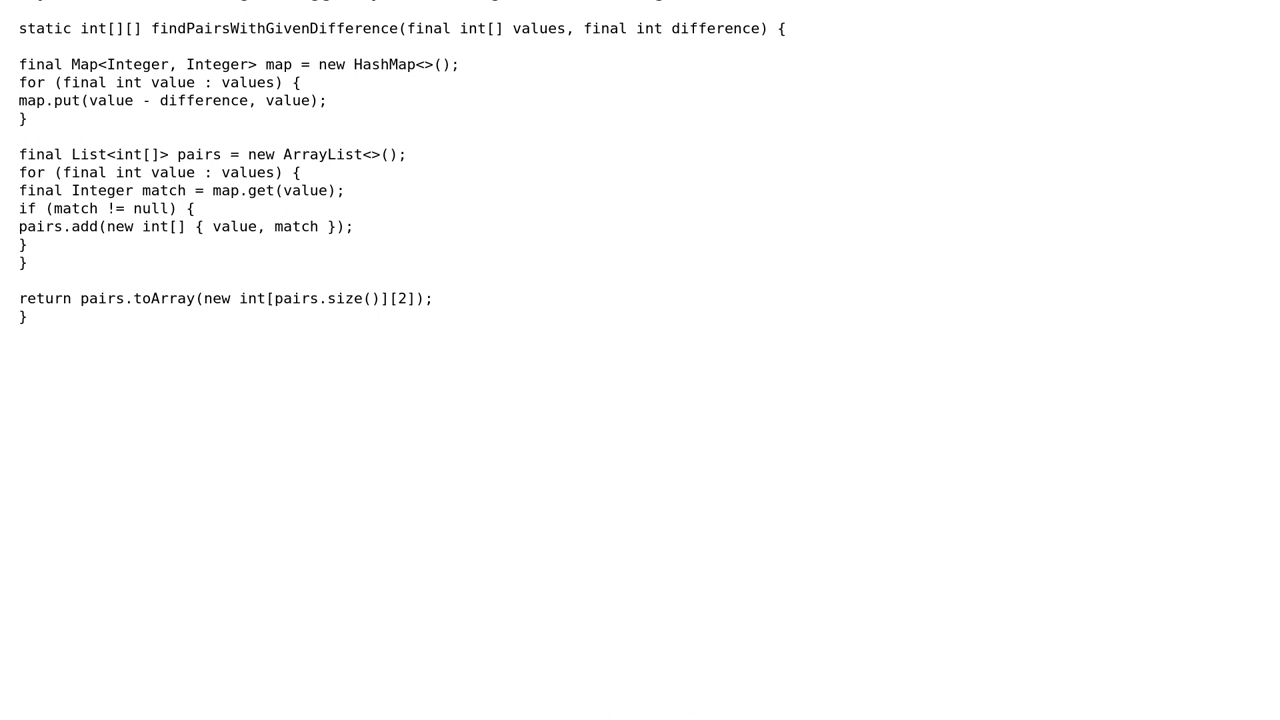 static int[][] findPairsWithGivenDifference(final int[] values, final int difference) {
final Map<Integer, Integer> map = new HashMap<>();
for (final int value : values) {
map.put(value - difference, value);
}
final List<int[]> pairs = new ArrayList<>();
for (final int value : values) {
final Integer match = map.get(value);
if (match != null) {
pairs.add(new int[] { value, match });
}
}
return pairs.toArray(new int[pairs.size()][2]);
}